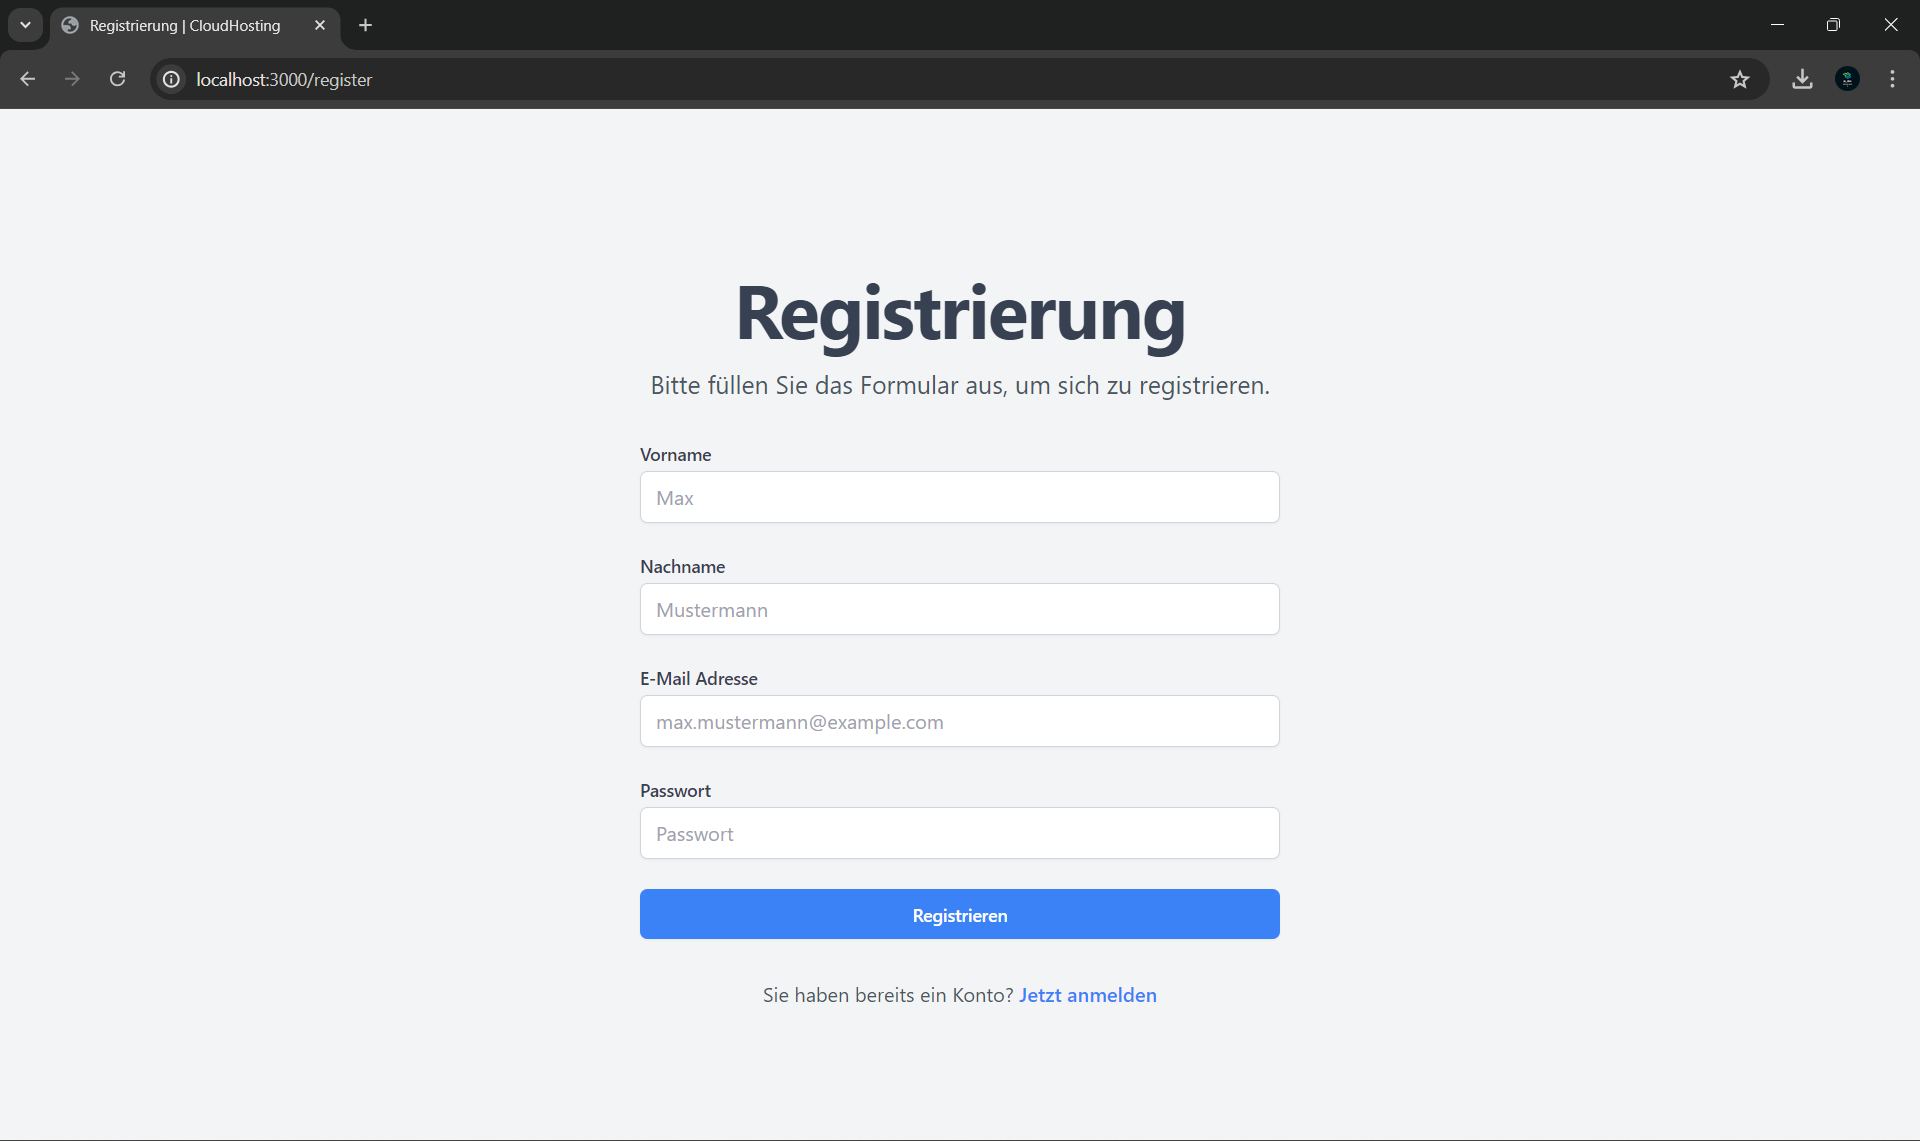 Registrierung | CloudHosting
localhost:3000/register
Registrierung
Bitte füllen Sie das Formular aus, um sich zu registrieren.
Vorname
Max
Nachname
Mustermann
E-Mail Adresse
max.mustermann@example.com
Passwort
Passwort
Registrieren
Sie haben bereits ein Konto? Jetzt anmelden